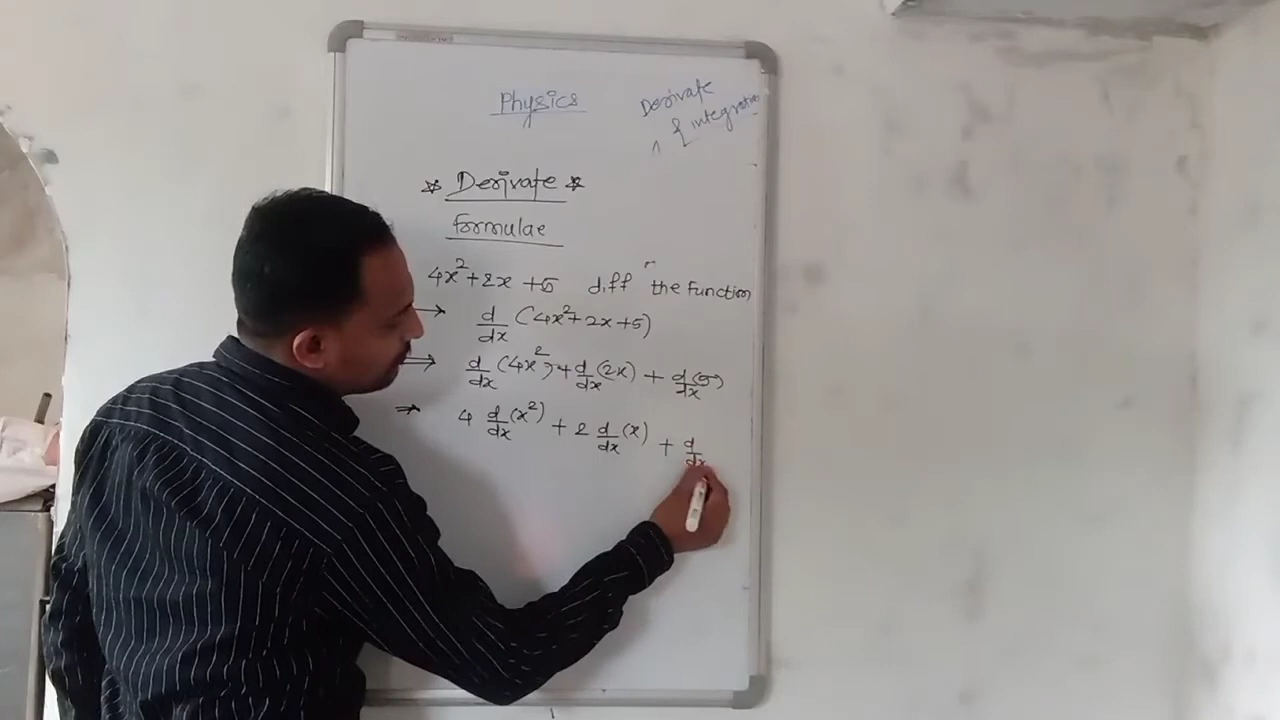 Physics
Derivate
& integration
* Derivate *
formulae
4x²+2x+5 diff ⁿ the function
→ d/dx (4x²+2x+5)
⇒ d/dx (4x²) + d/dx (2x) + d/dx (5)
⇒ 4 d/dx (x²) + 2 d/dx (x) + d/dx